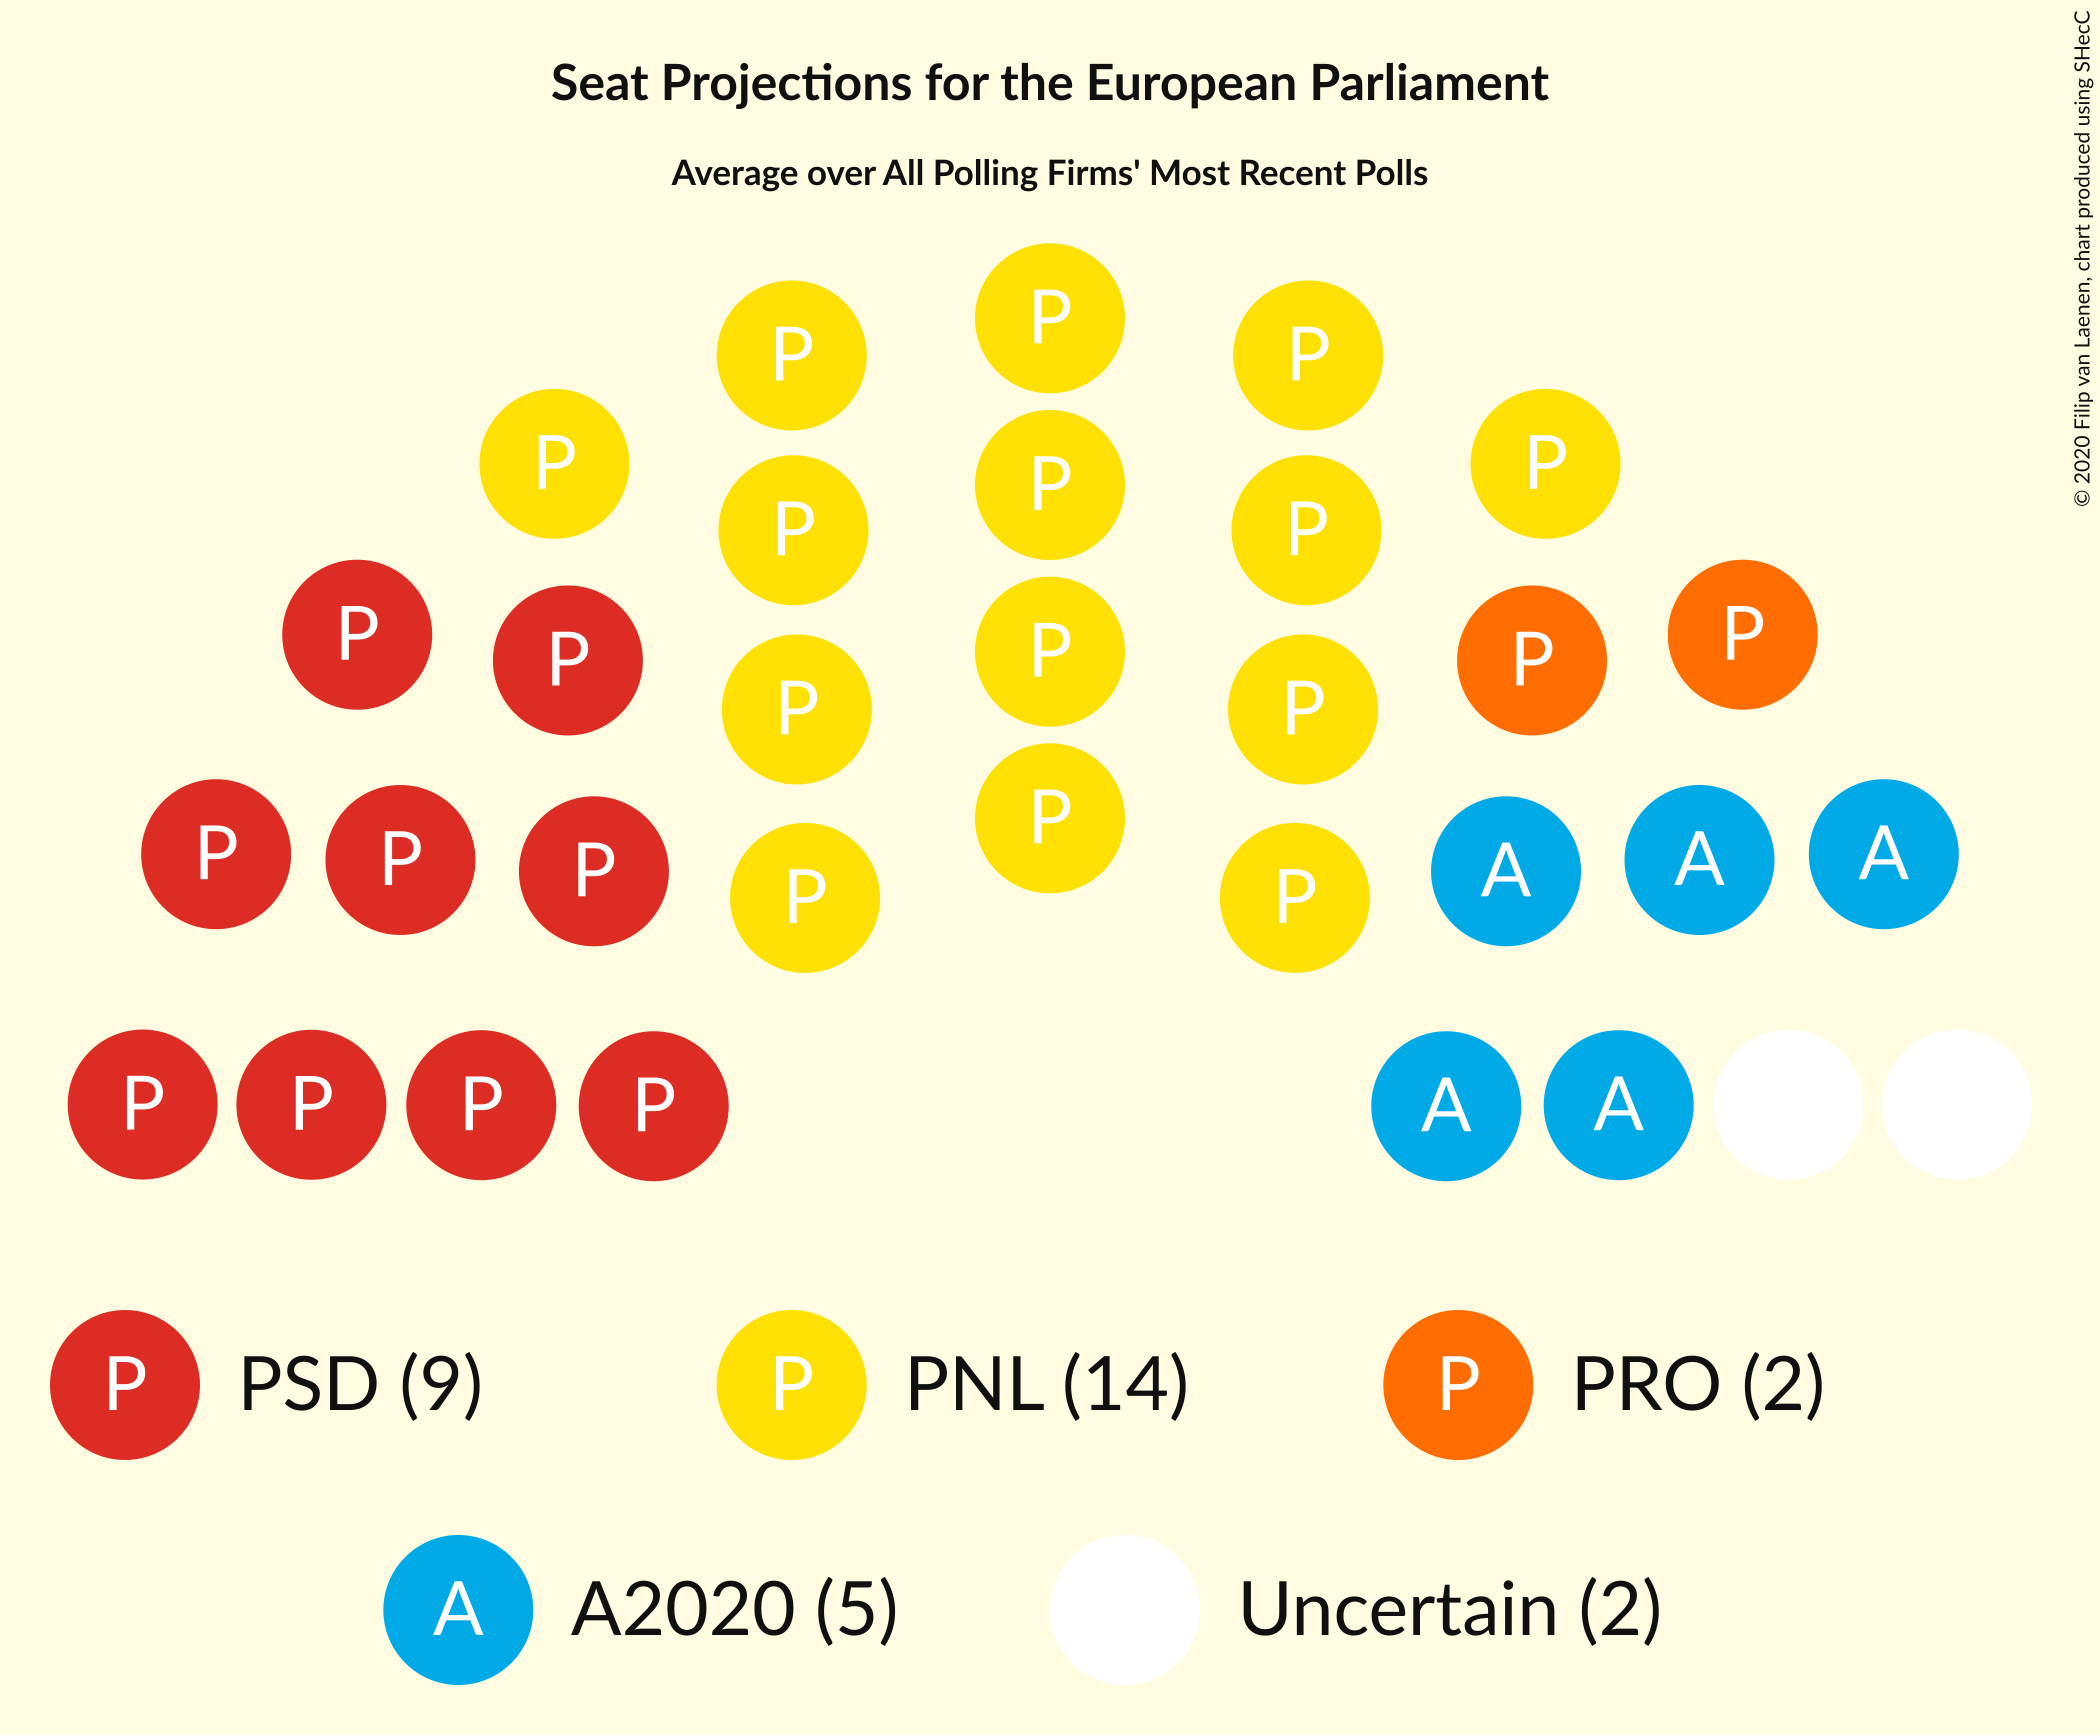 Seat Projections for the European Parliament
Average over All Polling Firms' Most Recent Polls
© 2020 Filip van Laenen, chart produced using SHecC
P
P P
P P
P
P P
P P
P P
P
P P
P P
P P P A A A
P
P P
P P P P A A
P PSD (9) P PNL (14) P PRO (2)
A A2020 (5) Uncertain (2)